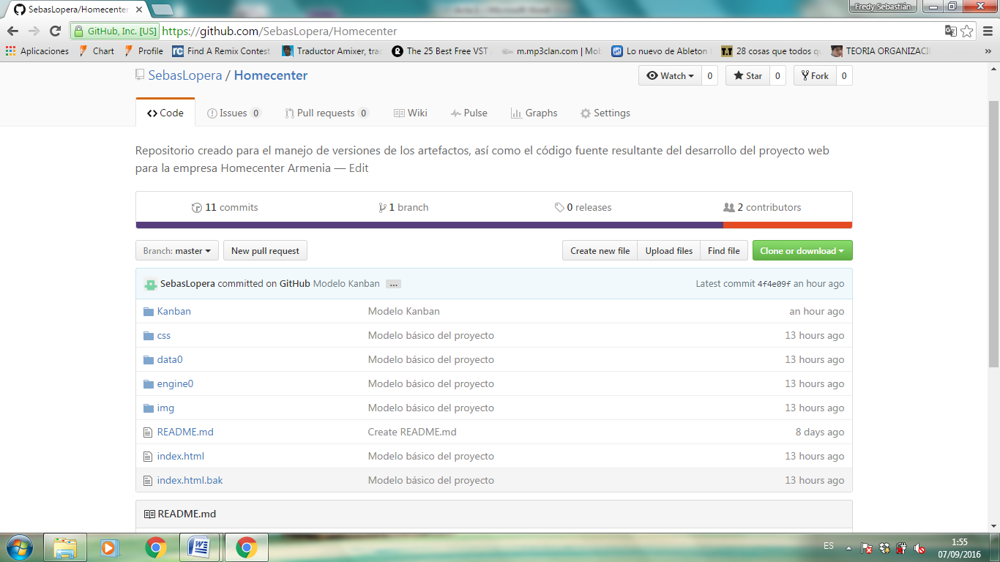 SebasLopera/Homecenter
Fredy Sebastián
GitHub, Inc. [US] https://github.com/SebasLopera/Homecenter
Aplicaciones Chart Profile Find A Remix Contest Traductor Amixer, trad The 25 Best Free VST m.mp3clan.com | Mob Lo nuevo de Ableton 28 cosas que todos TEORIA ORGANIZACI »
SebasLopera / Homecenter
Watch 0 Star 0 Fork 0
Code Issues 0 Pull requests 0 Wiki Pulse Graphs Settings
Repositorio creado para el manejo de versiones de los artefactos, así como el código fuente resultante del desarrollo del proyecto web
para la empresa Homecenter Armenia — Edit
11 commits 1 branch 0 releases 2 contributors
Branch: master New pull request Create new file Upload files Find file Clone or download
SebasLopera committed on GitHub Modelo Kanban ... Latest commit 4f4e09f an hour ago
Kanban Modelo Kanban an hour ago
css Modelo básico del proyecto 13 hours ago
data0 Modelo básico del proyecto 13 hours ago
engine0 Modelo básico del proyecto 13 hours ago
img Modelo básico del proyecto 13 hours ago
README.md Create README.md 8 days ago
index.html Modelo básico del proyecto 13 hours ago
index.html.bak Modelo básico del proyecto 13 hours ago
README.md
ES 1:55
07/09/2016